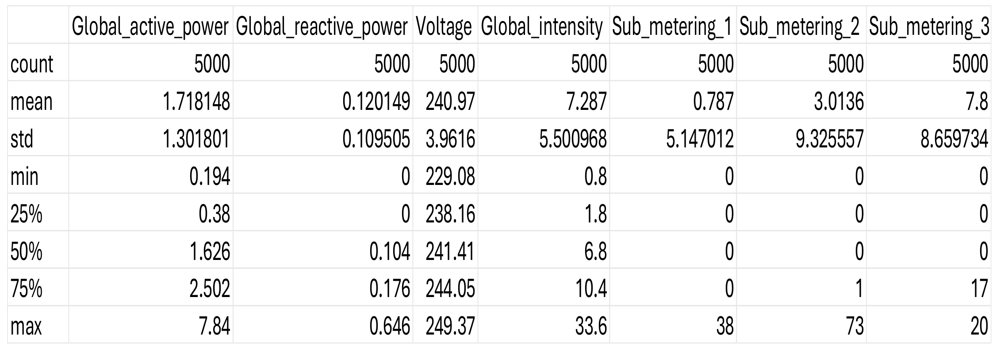 Global_active_power Global_reactive_power Voltage Global_intensity Sub_metering_1 Sub_metering_2 Sub_metering_3
count 5000 5000 5000 5000 5000 5000 5000
mean 1.718148 0.120149 240.97 7.287 0.787 3.0136 7.8
std 1.301801 0.109505 3.9616 5.500968 5.147012 9.325557 8.659734
min 0.194 0 229.08 0.8 0 0 0
25% 0.38 0 238.16 1.8 0 0 0
50% 1.626 0.104 241.41 6.8 0 0 0
75% 2.502 0.176 244.05 10.4 0 1 17
max 7.84 0.646 249.37 33.6 38 73 20